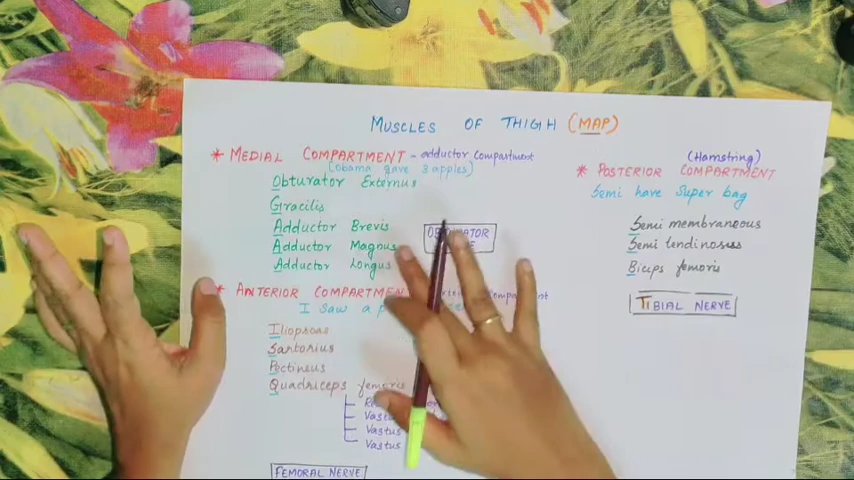 MUSCLES OF THIGH (MAP)
* MEDIAL COMPARTMENT - adductor compartment
(Obama gave 3 apples)
Obturator Externus
Gracilis
Adductor Brevis
Adductor Magnus
Adductor Longus
* ANTERIOR COMPARTMENT
I saw a
Iliopsoas
Sartorius
Pectineus
Quadriceps femoris
Vastus
Vastus
FEMORAL NERVE
(Hamstring)
* POSTERIOR COMPARTMENT
Semi have Super bag
Semi membraneous
Semi tendinosus
Biceps femoris
TIBIAL NERVE